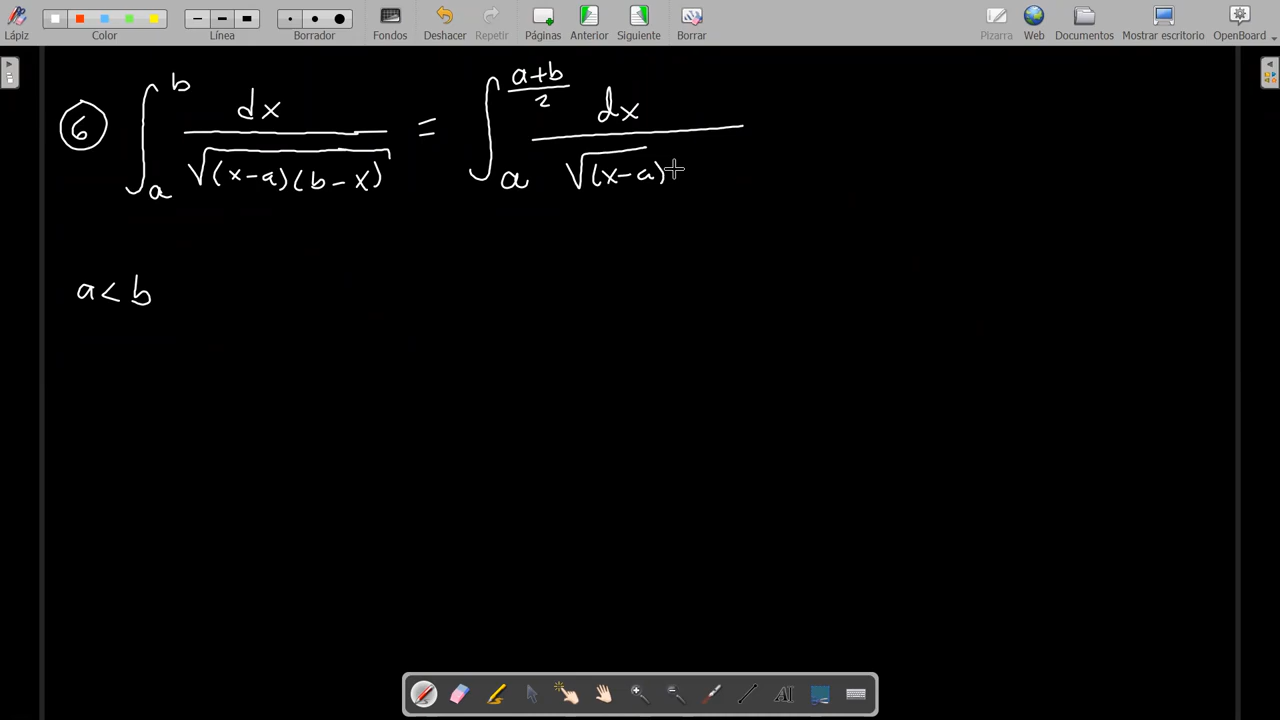 Lápiz Color Línea Borrador Fondos Deshacer Repetir Páginas Anterior Siguiente Borrar Pizarra Web Documentos Mostrar escritorio OpenBoard
⑥ ∫_a^b dx/√((x-a)(b-x)) = ∫_a^{(a+b)/2} dx/√(x-a)
a < b
AI